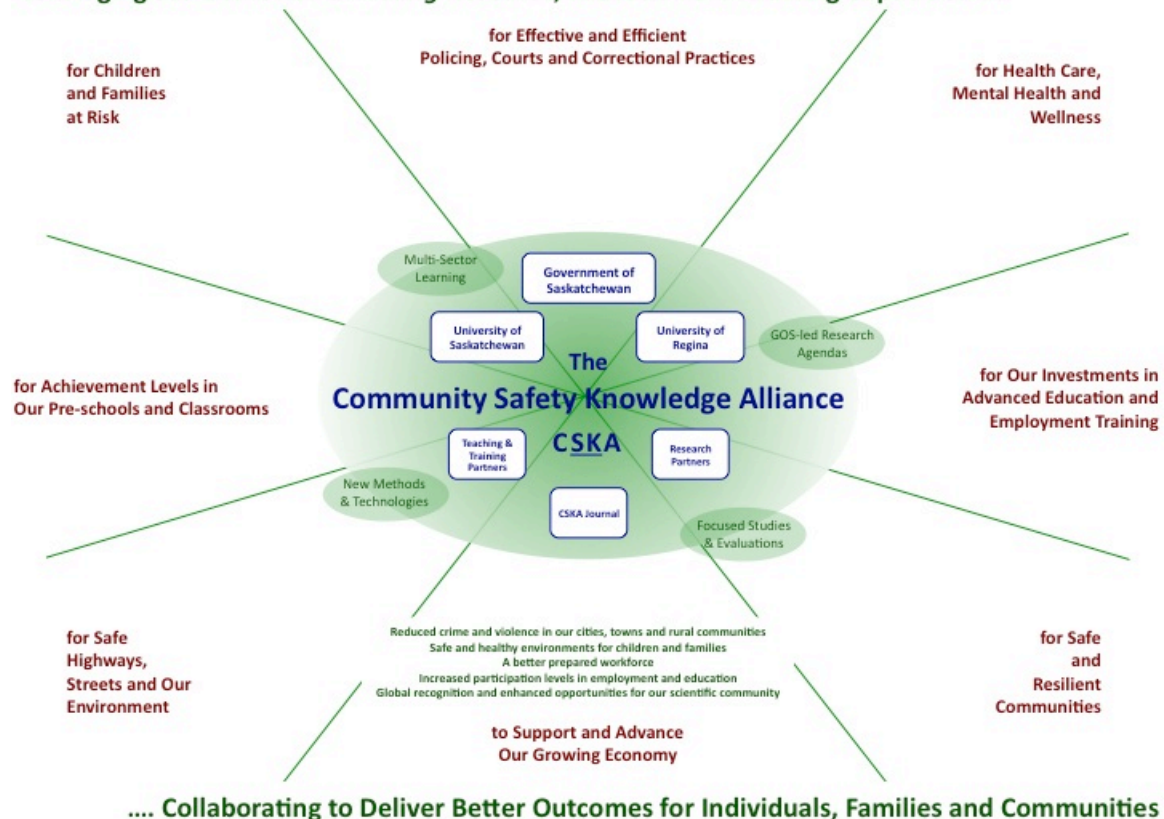 for Effective and Efficient
Policing, Courts and Correctional Practices
for Children
and Families
at Risk
for Health Care,
Mental Health and
Wellness
Multi-Sector
Learning
Government of
Saskatchewan
University of
Saskatchewan
University of
Regina
GOS-led Research
Agendas
The
Community Safety Knowledge Alliance
CSKA
for Achievement Levels in
Our Pre-schools and Classrooms
for Our Investments in
Advanced Education and
Employment Training
Teaching &
Training
Partners
Research
Partners
New Methods
& Technologies
CSKA Journal
Focused Studies
& Evaluations
for Safe
Highways,
Streets and Our
Environment
Reduced crime and violence in our cities, towns and rural communities
Safe and healthy environments for children and families
A better prepared workforce
Increased participation levels in employment and education
Global recognition and enhanced opportunities for our scientific community
for Safe
and
Resilient
Communities
to Support and Advance
Our Growing Economy
.... Collaborating to Deliver Better Outcomes for Individuals, Families and Communities